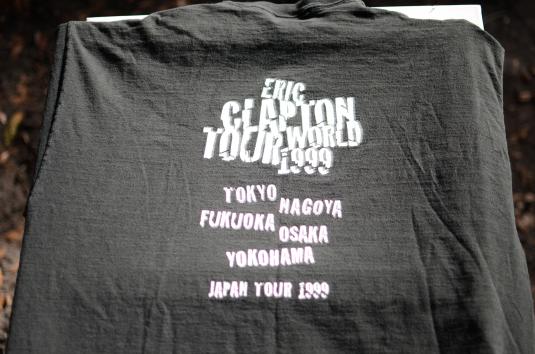 ERIC
CLAPTON
TOUR WORLD
1999
TOKYO
NAGOYA
FUKUOKA
OSAKA
YOKOHAMA
JAPAN TOUR 1999